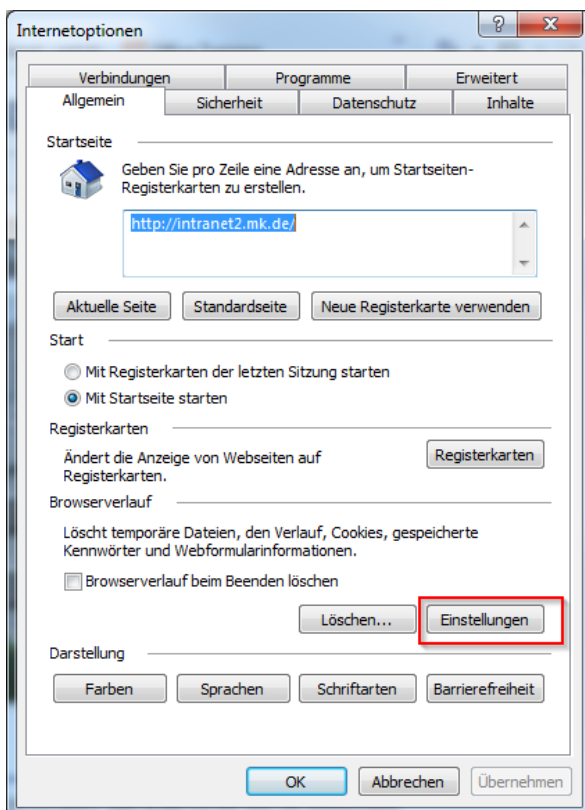 Internetoptionen
Verbindungen Programme Erweitert
Allgemein Sicherheit Datenschutz Inhalte
Startseite
Geben Sie pro Zeile eine Adresse an, um Startseiten-
Registerkarten zu erstellen.
http://intranet2.mk.de/
Aktuelle Seite Standardseite Neue Registerkarte verwenden
Start
Mit Registerkarten der letzten Sitzung starten
Mit Startseite starten
Registerkarten
Ändert die Anzeige von Webseiten auf
Registerkarten.
Registerkarten
Browserverlauf
Löscht temporäre Dateien, den Verlauf, Cookies, gespeicherte
Kennwörter und Webformularinformationen.
Browserverlauf beim Beenden löschen
Löschen... Einstellungen
Darstellung
Farben Sprachen Schriftarten Barrierefreiheit
OK Abbrechen Übernehmen